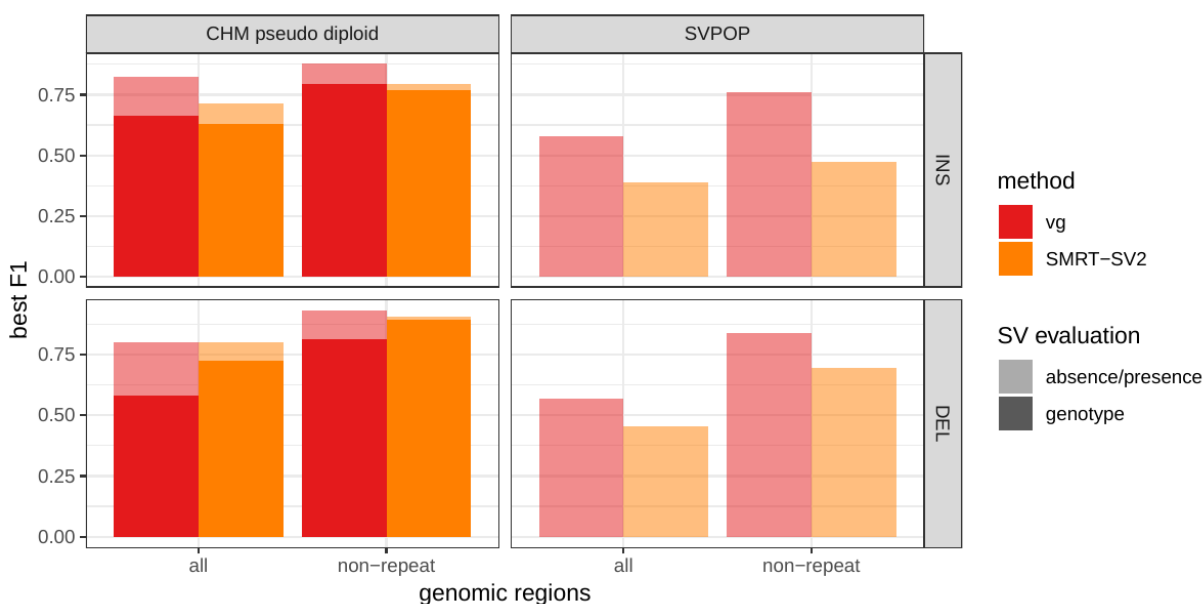 CHM pseudo diploid
SVPOP
0.75
0.50
0.25
0.00
INS
0.75
0.50
0.25
0.00
DEL
best F1
all
non−repeat
all
non−repeat
genomic regions
method
vg
SMRT−SV2
SV evaluation
absence/presence
genotype